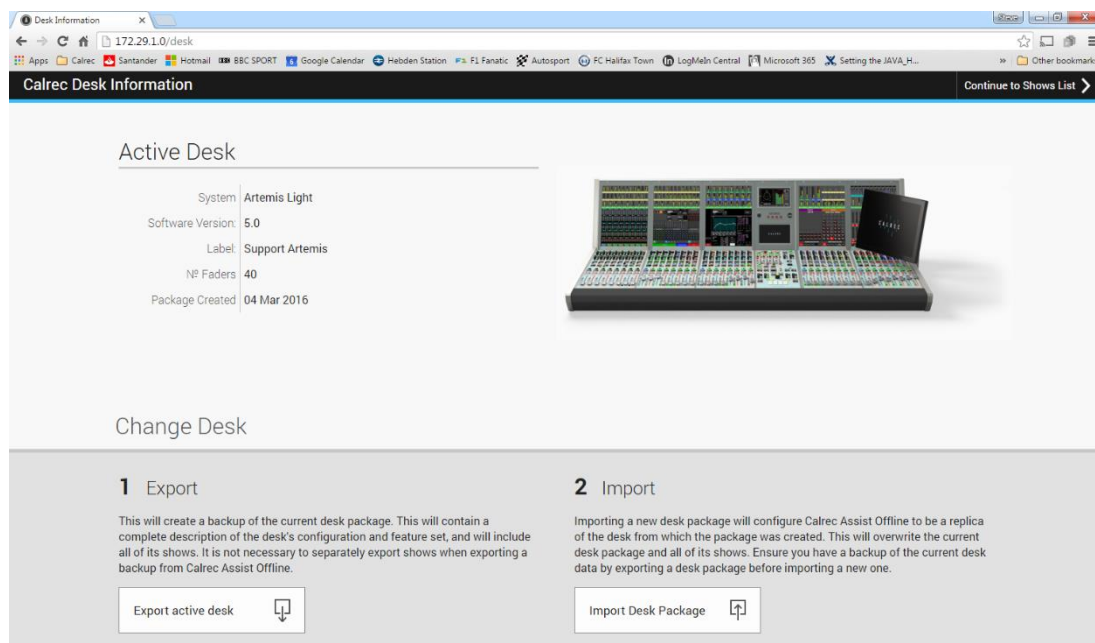 Desk Information
Steve
172.29.1.0/desk
Apps Calrec Santander Hotmail BBC SPORT Google Calendar Hebden Station F1 Fanatic Autosport FC Halifax Town LogMeIn Central Microsoft 365 Setting the JAVA_H... » Other bookmark
Calrec Desk Information
Continue to Shows List
Active Desk
System Artemis Light
Software Version: 5.0
Label: Support Artemis
Nº Faders 40
Package Created 04 Mar 2016
CALREC
Change Desk
1 Export
This will create a backup of the current desk package. This will contain a
complete description of the desk's configuration and feature set, and will include
all of its shows. It is not necessary to separately export shows when exporting a
backup from Calrec Assist Offline.
Export active desk
2 Import
Importing a new desk package will configure Calrec Assist Offline to be a replica
of the desk from which the package was created. This will overwrite the current
desk package and all of its shows. Ensure you have a backup of the current desk
data by exporting a desk package before importing a new one.
Import Desk Package